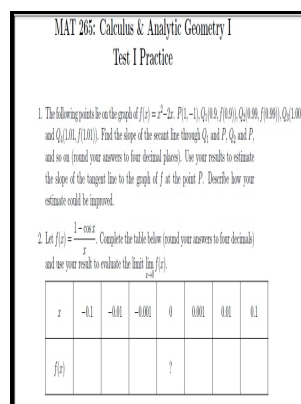 MAT 265: Calculus & Analytic Geometry I
Test I Practice
1. The following points lie on the graph of f(x) = x²−2x. P(1, −1), Q₁(0.9, f(0.9)), Q₂(0.99, f(0.99)), Q₃(1.00
and Q₄(1.01, f(1.01)). Find the slope of the secant line through Q₁ and P, Q₂ and P,
and so on (round your answers to four decimal places). Use your results to estimate
the slope of the tangent line to the graph of f at the point P. Describe how your
estimate could be improved.
2. Let f(x) = (1 − cos x)/x. Complete the table below (round your answers to four decimals)
and use your result to evaluate the limit lim x→0 f(x).
x −0.1 −0.01 −0.001 0 0.001 0.01 0.1
f(x) ?